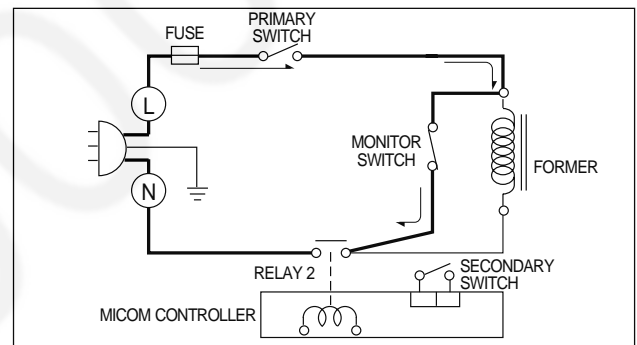 PRIMARY
SWITCH
FUSE
L
MONITOR
SWITCH
FORMER
N
RELAY 2
SECONDARY
SWITCH
MICOM CONTROLLER